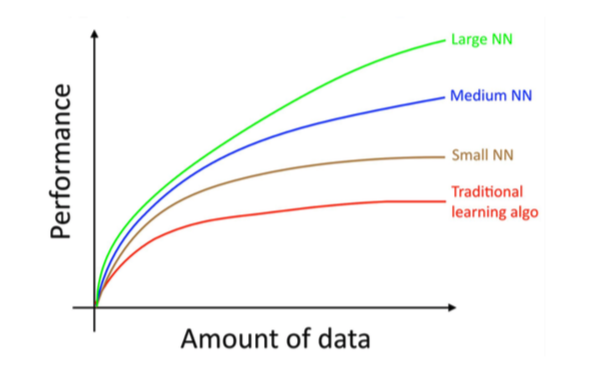 Large NN
Medium NN
Small NN
Traditional
learning algo
Performance
Amount of data